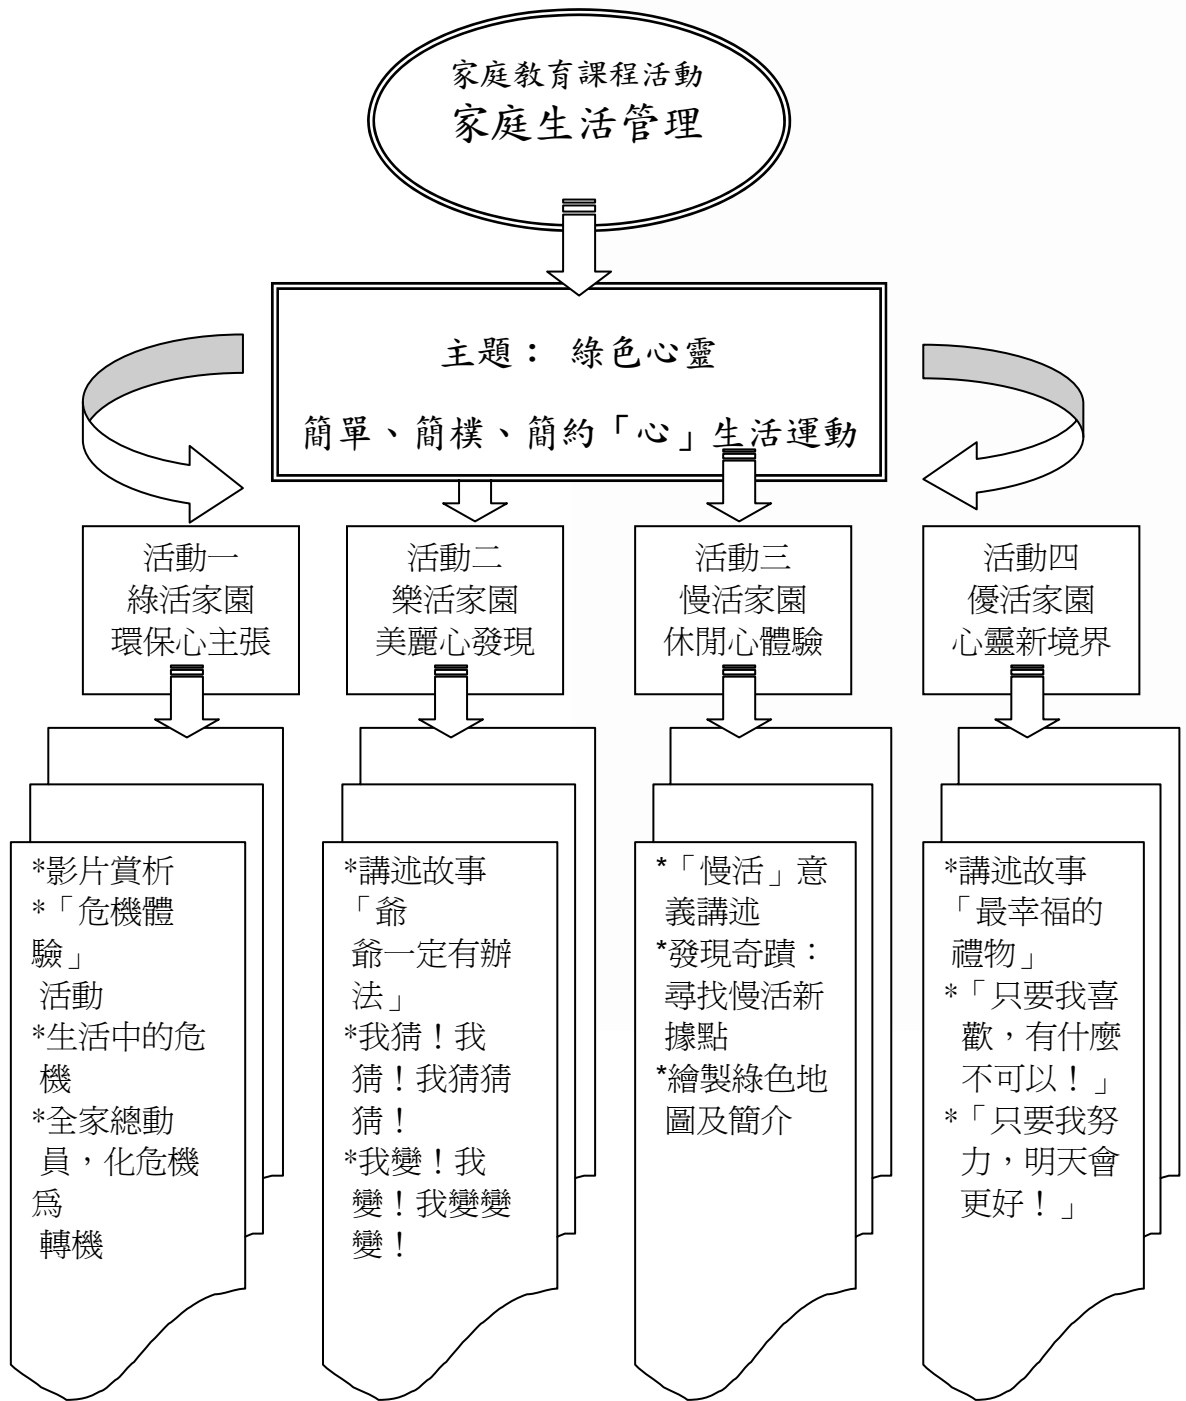 家庭教育課程活動
家庭生活管理
主題： 綠色心靈
簡單、簡樸、簡約「心」生活運動
活動一
綠活家園
環保心主張
活動二
樂活家園
美麗心發現
活動三
慢活家園
休閒心體驗
活動四
優活家園
心靈新境界
*影片賞析
*「危機體
驗」
活動
*生活中的危
機
*全家總動
員，化危機
爲
轉機
*講述故事
「爺
爺一定有辦
法」
*我猜！我
猜！我猜猜
猜！
*我變！我
變！我變變
變！
*「慢活」意
義講述
*發現奇蹟：
尋找慢活新
據點
*繪製綠色地
圖及簡介
*講述故事
「最幸福的
禮物」
*「只要我喜
歡，有什麼
不可以！」
*「只要我努
力，明天會
更好！」